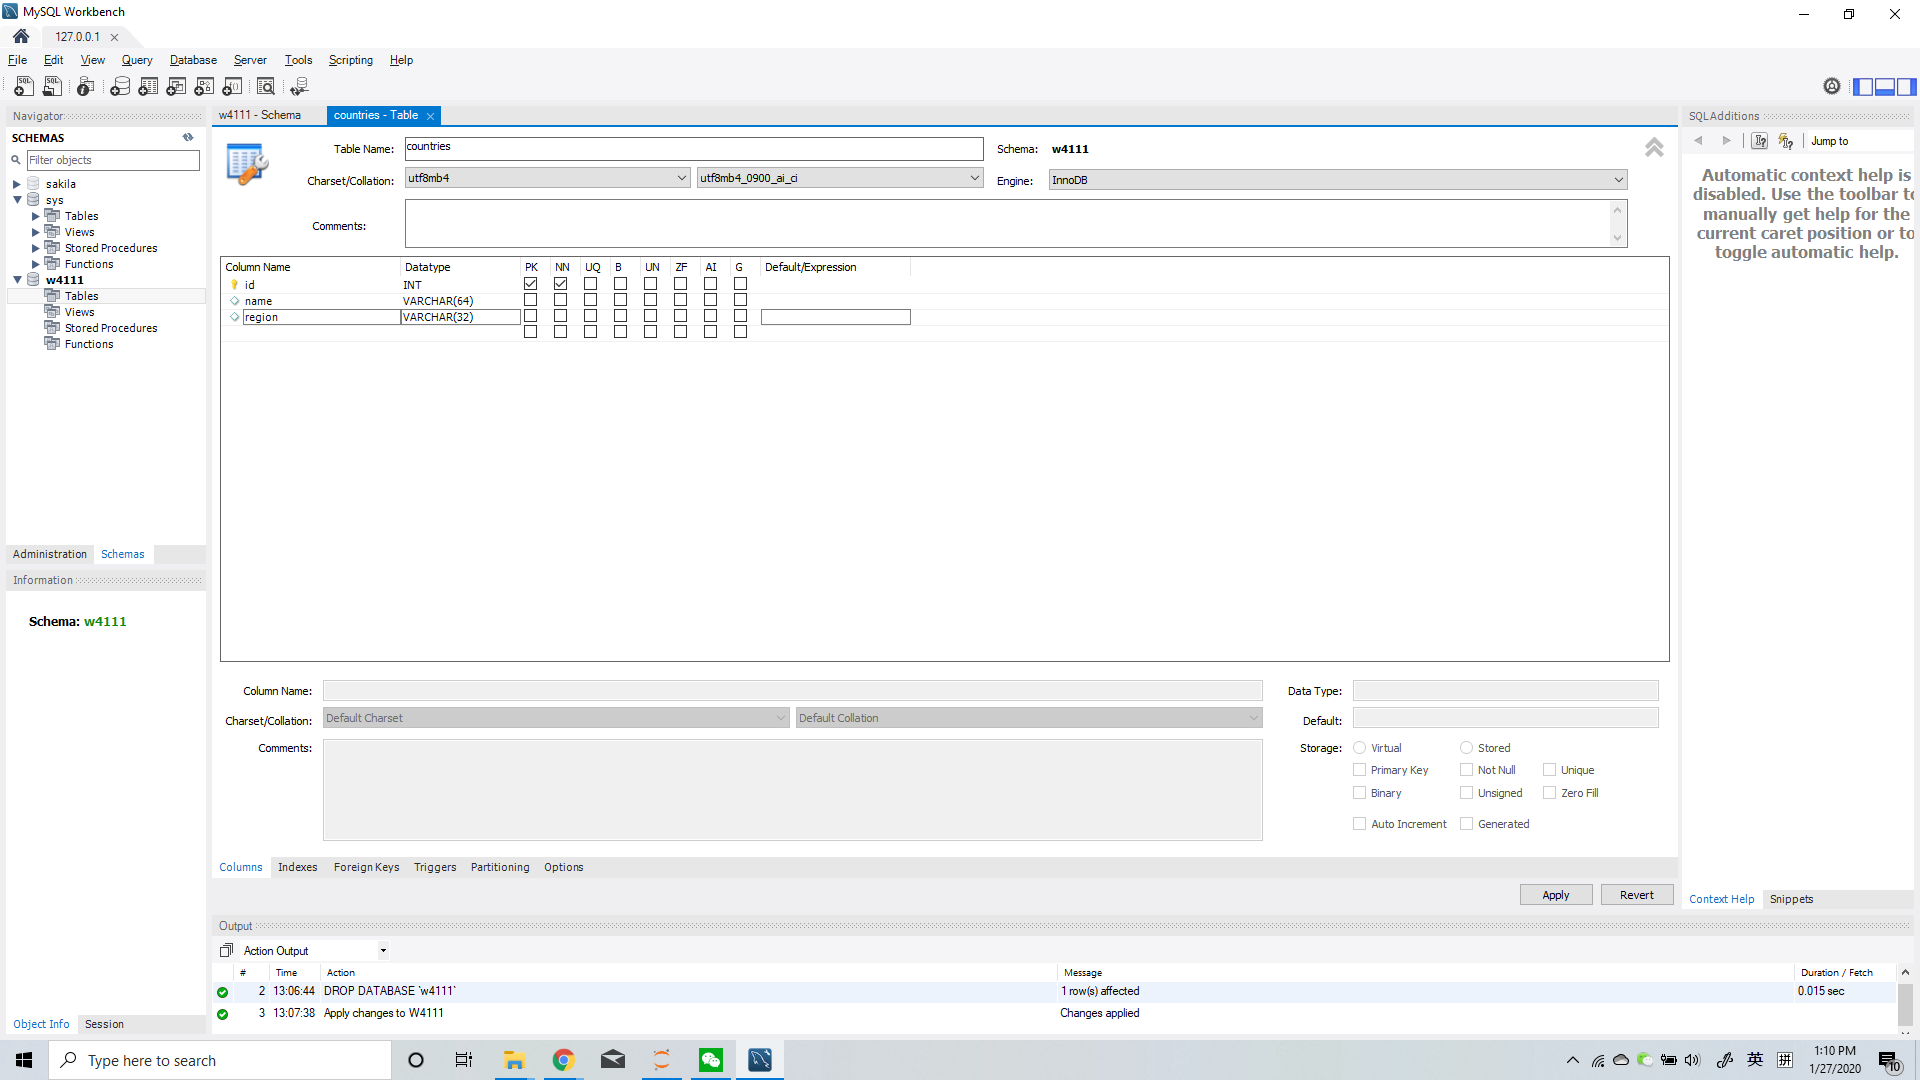 MySQL Workbench
127.0.0.1
File Edit View Query Database Server Tools Scripting Help
Navigator
SCHEMAS
Filter objects
sakila
sys
Tables
Views
Stored Procedures
Functions
w4111
Tables
Views
Stored Procedures
Functions
Administration Schemas
Information
Schema: w4111
Object Info Session
w4111 - Schema countries - Table
Table Name: countries Schema: w4111
Charset/Collation: utf8mb4 utf8mb4_0900_ai_ci Engine: InnoDB
Comments:
Column Name Datatype PK NN UQ B UN ZF AI G Default/Expression
id INT
name VARCHAR(64)
region VARCHAR(32)
Column Name: Data Type:
Charset/Collation: Default Charset Default Collation Default:
Comments: Storage: Virtual Stored
Primary Key Not Null Unique
Binary Unsigned Zero Fill
Auto Increment Generated
Columns Indexes Foreign Keys Triggers Partitioning Options
Apply Revert
Output
Action Output
# Time Action Message Duration / Fetch
2 13:06:44 DROP DATABASE `w4111` 1 row(s) affected 0.015 sec
3 13:07:38 Apply changes to W4111 Changes applied
SQLAdditions
Jump to
Automatic context help is
disabled. Use the toolbar to
manually get help for the
current caret position or to
toggle automatic help.
Context Help Snippets
Type here to search
英 拼
1:10 PM
1/27/2020
10